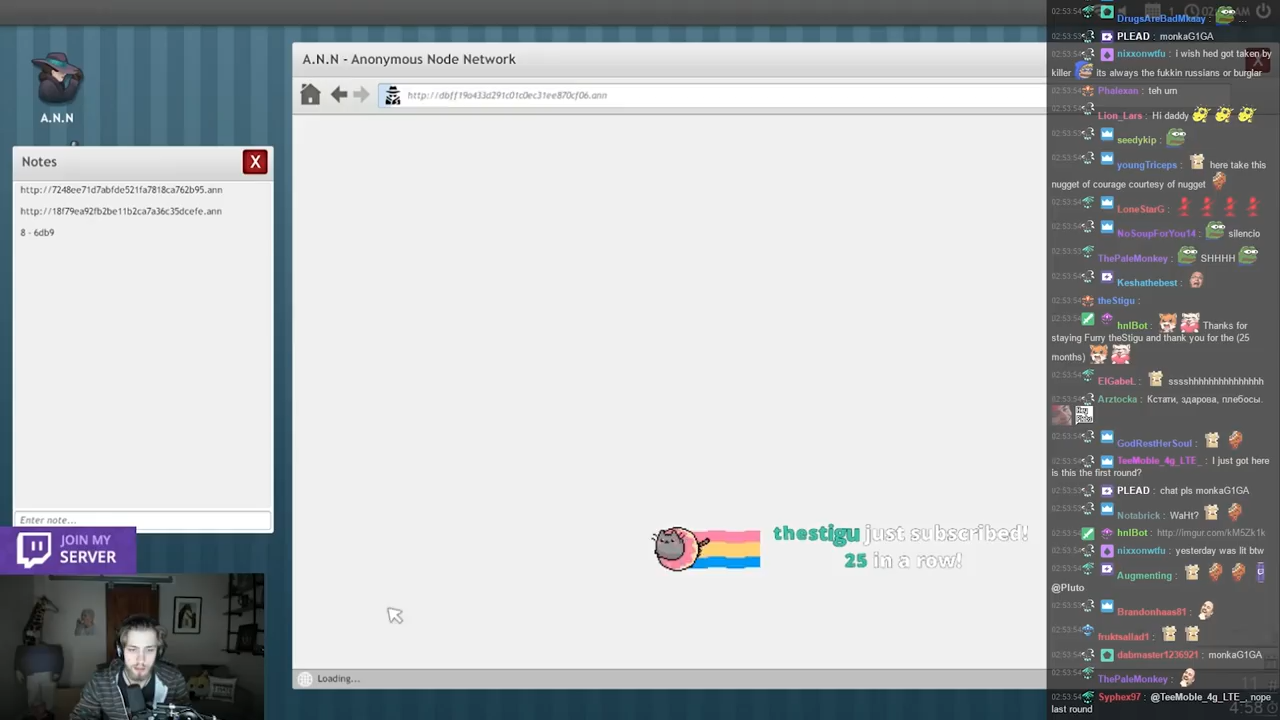 A.N.N
Notes
X
http://7248ee71d7abfde521fa7818ca762b95.ann
http://18f79ea92fb2be11b2ca7a36c35dcefe.ann
8 - 6db9
Enter note...
JOIN MY
SERVER
A.N.N - Anonymous Node Network
http://dbff19a433d291c01c0ec31ee870cf06.ann
thestigu just subscribed!
25 in a row!
Loading...
DrugsAreBadMkaay :
PLEAD : monkaG1GA
nixxonwtfu : i wish hed got taken by
killer Its always the fukkin russians or burglar
Phalexan : teh urn
Lion_Lars : Hi daddy
seedykip :
youngTriceps : here take this
nugget of courage courtesy of nugget
LoneStarG :
NoSoupForYou14 : silencio
ThePaleMonkey : SHHHH
Keshathebest :
theStigu :
hnlBot : Thanks for
staying Furry theStigu and thank you for the (25
months)
ElGabeL : sssshhhhhhhhhhhhhh
Arztocka : Кстати, здарова, плебосы.
GodRestHerSoul :
TeeMoble_4g_LTE_ : I just got here
is this the first round?
PLEAD : chat pls monkaG1GA
Notabrick : WaHt?
hnlBot : http://imgur.com/kM5Zk1k
nixxonwtfu : yesterday was lit btw
Augmenting :
@Pluto
Brandonhaas81 :
fruktsallad1 :
dabmaster1236921 : monkaG1GA
ThePaleMonkey :
Syphex97 : @TeeMoble_4g_LTE_ nope
last round
4:58